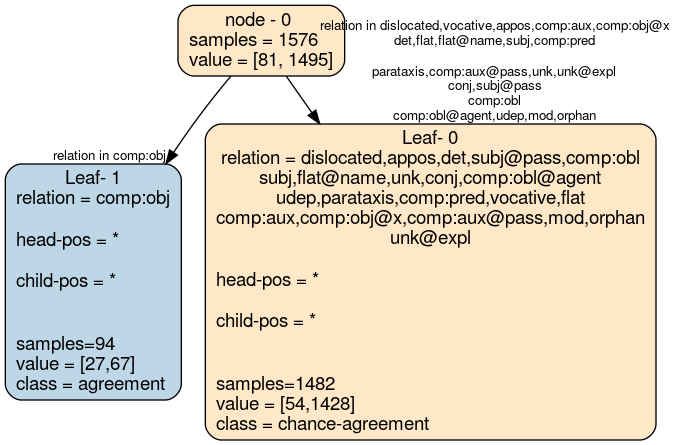 node - 0
samples = 1576
value = [81, 1495]
relation in dislocated,vocative,appos,comp:aux,comp:obj@x
det,flat,flat@name,subj,comp:pred
parataxis,comp:aux@pass,unk,unk@expl
conj,subj@pass
comp:obl
comp:obl@agent,udep,mod,orphan
relation in comp:obj
Leaf- 1
relation = comp:obj
head-pos = *
child-pos = *
samples=94
value = [27,67]
class = agreement
Leaf- 0
relation = dislocated,appos,det,subj@pass,comp:obl
subj,flat@name,unk,conj,comp:obl@agent
udep,parataxis,comp:pred,vocative,flat
comp:aux,comp:obj@x,comp:aux@pass,mod,orphan
unk@expl
head-pos = *
child-pos = *
samples=1482
value = [54,1428]
class = chance-agreement